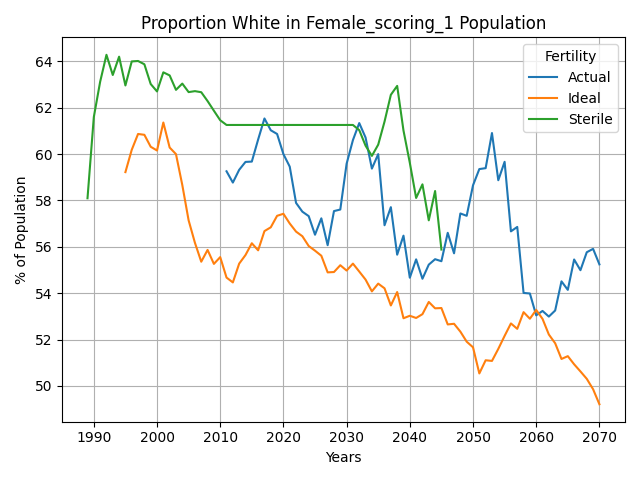 Proportion White in Female_scoring_1 Population
Fertility
Actual
Ideal
Sterile
% of Population
64
62
60
58
56
54
52
50
1990 2000 2010 2020 2030 2040 2050 2060 2070
Years